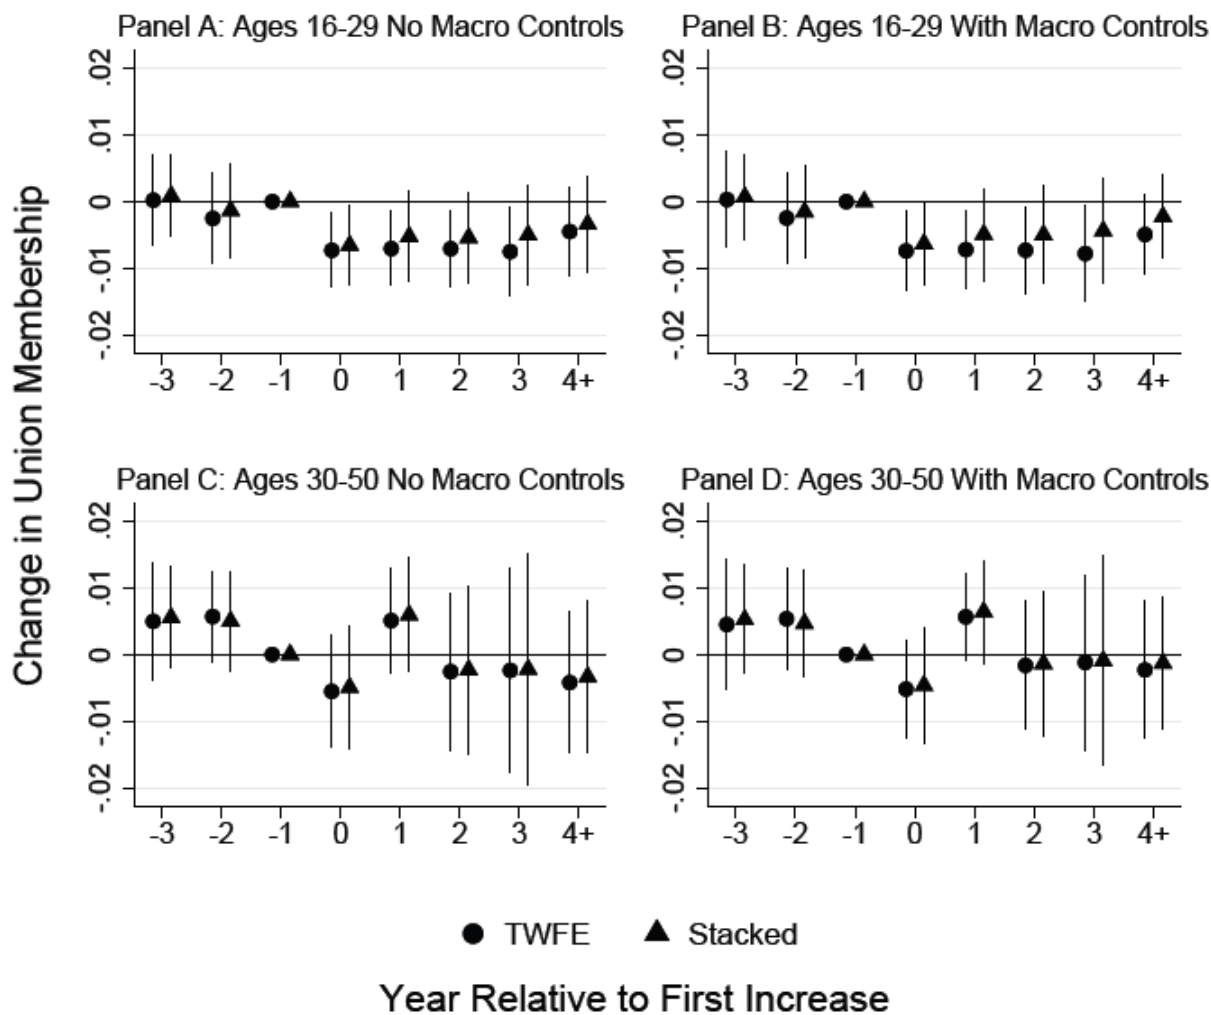 Panel A: Ages 16-29 No Macro Controls
Panel B: Ages 16-29 With Macro Controls
.02
.01
0
-.01
-.02
-3 -2 -1 0 1 2 3 4+
.02
.01
0
-.01
-.02
-3 -2 -1 0 1 2 3 4+
Change in Union Membership
Panel C: Ages 30-50 No Macro Controls
Panel D: Ages 30-50 With Macro Controls
.02
.01
0
-.01
-.02
-3 -2 -1 0 1 2 3 4+
.02
.01
0
-.01
-.02
-3 -2 -1 0 1 2 3 4+
TWFE Stacked
Year Relative to First Increase